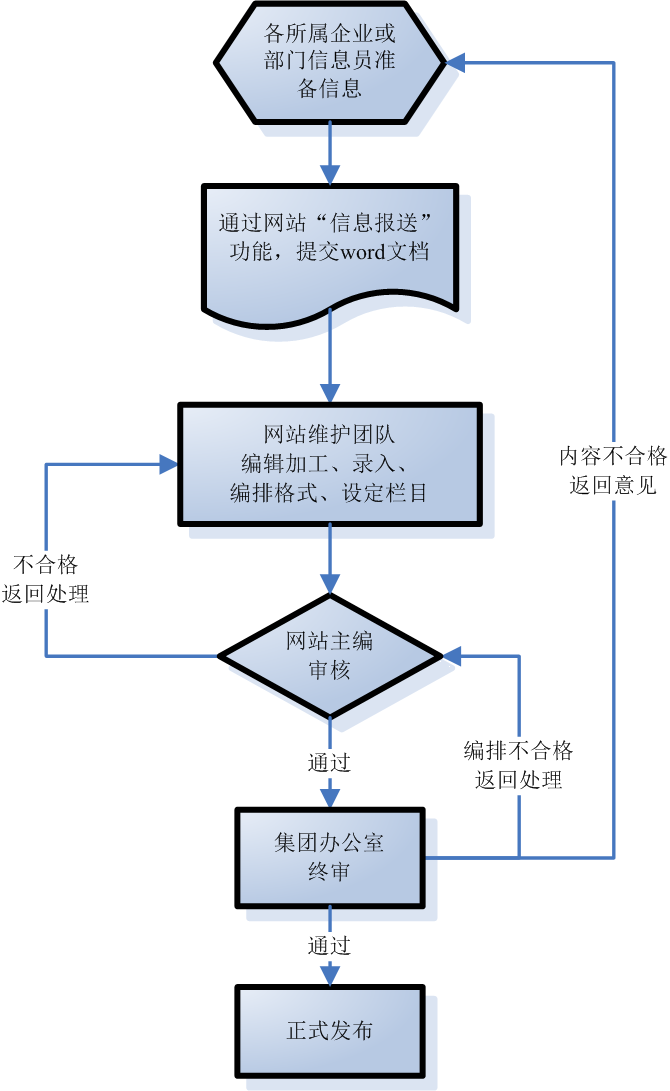 各所属企业或
部门信息员准
备信息
通过网站“信息报送”
功能，提交word文档
网站维护团队
编辑加工、录入、
编排格式、设定栏目
内容不合格
返回意见
不合格
返回处理
网站主编
审核
编排不合格
返回处理
通过
集团办公室
终审
通过
正式发布